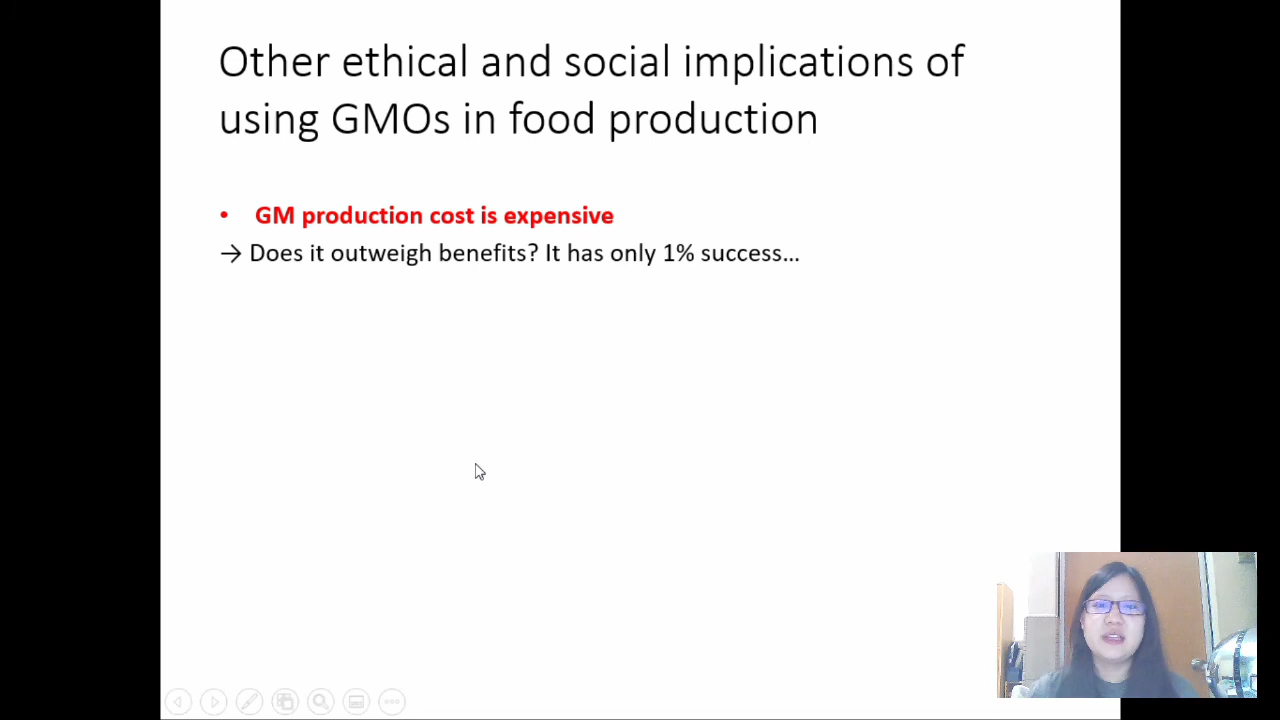 Other ethical and social implications of
using GMOs in food production
• GM production cost is expensive
→ Does it outweigh benefits? It has only 1% success...